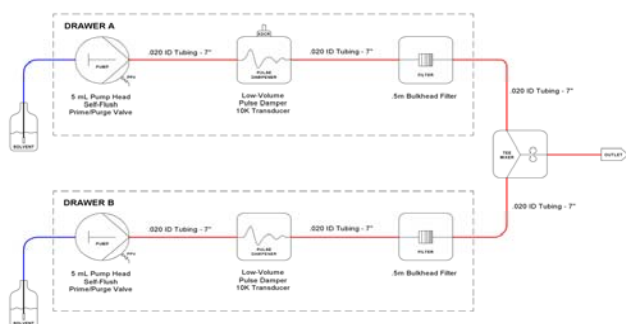 DRAWER A
.020 ID Tubing - 7"
.020 ID Tubing - 7"
.020 ID Tubing - 7"
PUMP
PPV
PULSE
DAMPENER
FILTER
5 mL Pump Head
Self-Flush
Prime/Purge Valve
Low-Volume
Pulse Damper
10K Transducer
.5m Bulkhead Filter
SOLVENT
TEE
MIXER
OUTLET
DRAWER B
.020 ID Tubing - 7"
.020 ID Tubing - 7"
.020 ID Tubing - 7"
PUMP
PPV
PULSE
DAMPENER
FILTER
5 mL Pump Head
Self-Flush
Prime/Purge Valve
Low-Volume
Pulse Damper
10K Transducer
.5m Bulkhead Filter
SOLVENT